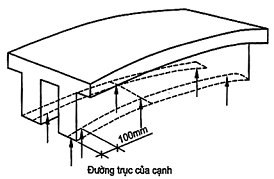 100mm
Đường trục của cạnh